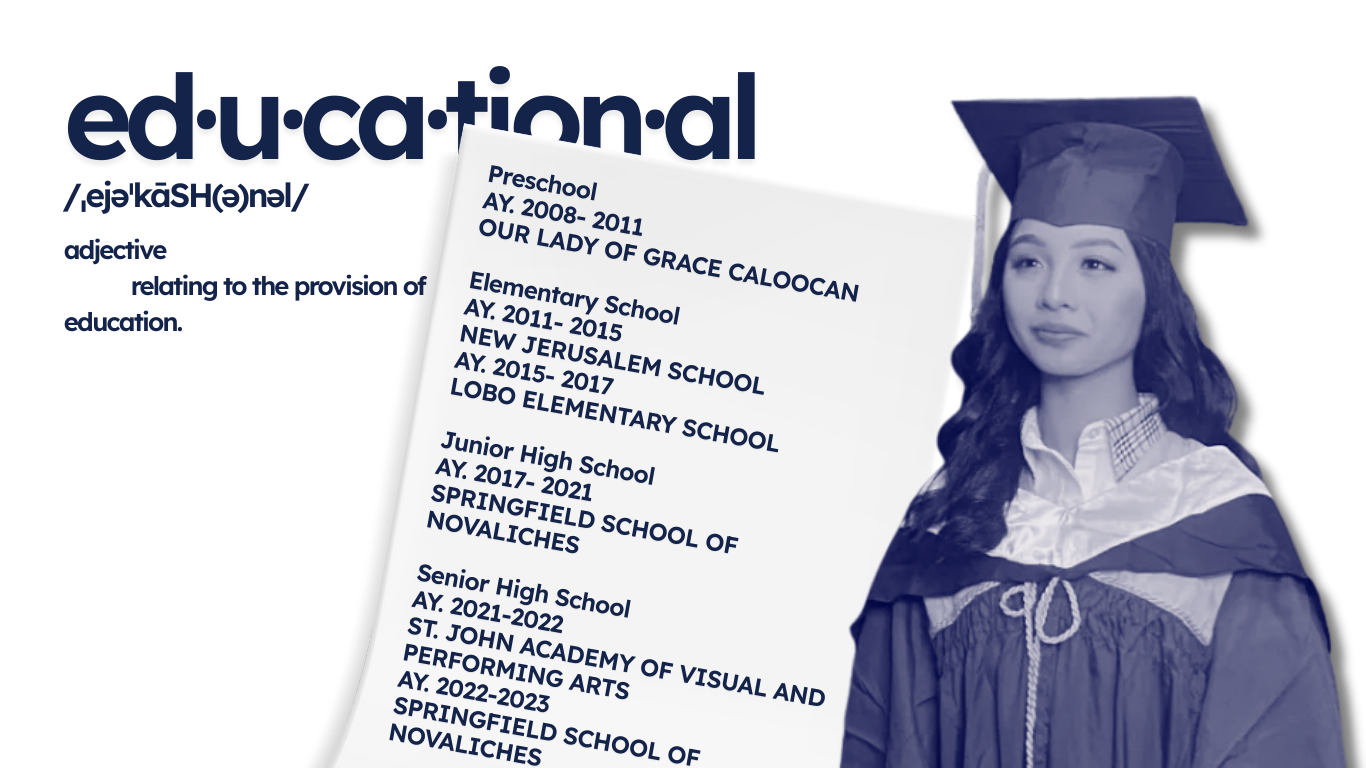 ed·u·ca·tion·al
/ˌejəˈkāSH(ə)nəl/
adjective
relating to the provision of
education.
Preschool
AY. 2008- 2011
OUR LADY OF GRACE CALOOCAN
Elementary School
AY. 2011- 2015
NEW JERUSALEM SCHOOL
AY. 2015- 2017
LOBO ELEMENTARY SCHOOL
Junior High School
AY. 2017- 2021
SPRINGFIELD SCHOOL OF
NOVALICHES
Senior High School
AY. 2021-2022
ST. JOHN ACADEMY OF VISUAL AND
PERFORMING ARTS
AY. 2022-2023
SPRINGFIELD SCHOOL OF
NOVALICHES